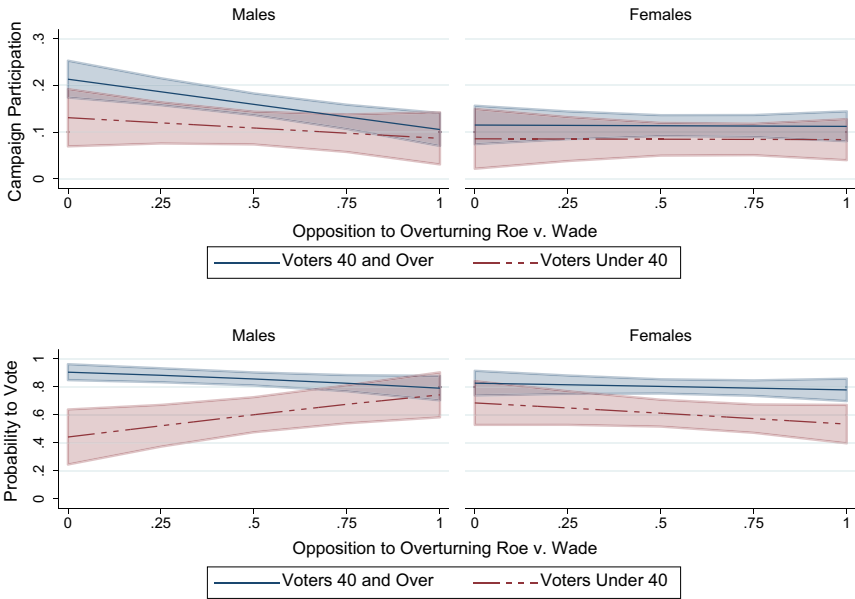 Males Females
Campaign Participation
.3
.2
.1
0
0 .25 .5 .75 1 0 .25 .5 .75 1
Opposition to Overturning Roe v. Wade
Voters 40 and Over Voters Under 40
Males Females
Probability to Vote
1
.8
.6
.4
.2
0
0 .25 .5 .75 1 0 .25 .5 .75 1
Opposition to Overturning Roe v. Wade
Voters 40 and Over Voters Under 40